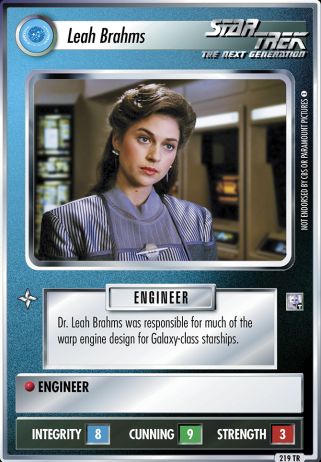 Leah Brahms
STAR TREK
THE NEXT GENERATION
NOT ENDORSED BY CBS OR PARAMOUNT PICTURES
ENGINEER
Dr. Leah Brahms was responsible for much of the
warp engine design for Galaxy-class starships.
ENGINEER
INTEGRITY 8 CUNNING 9 STRENGTH 3
219 TR